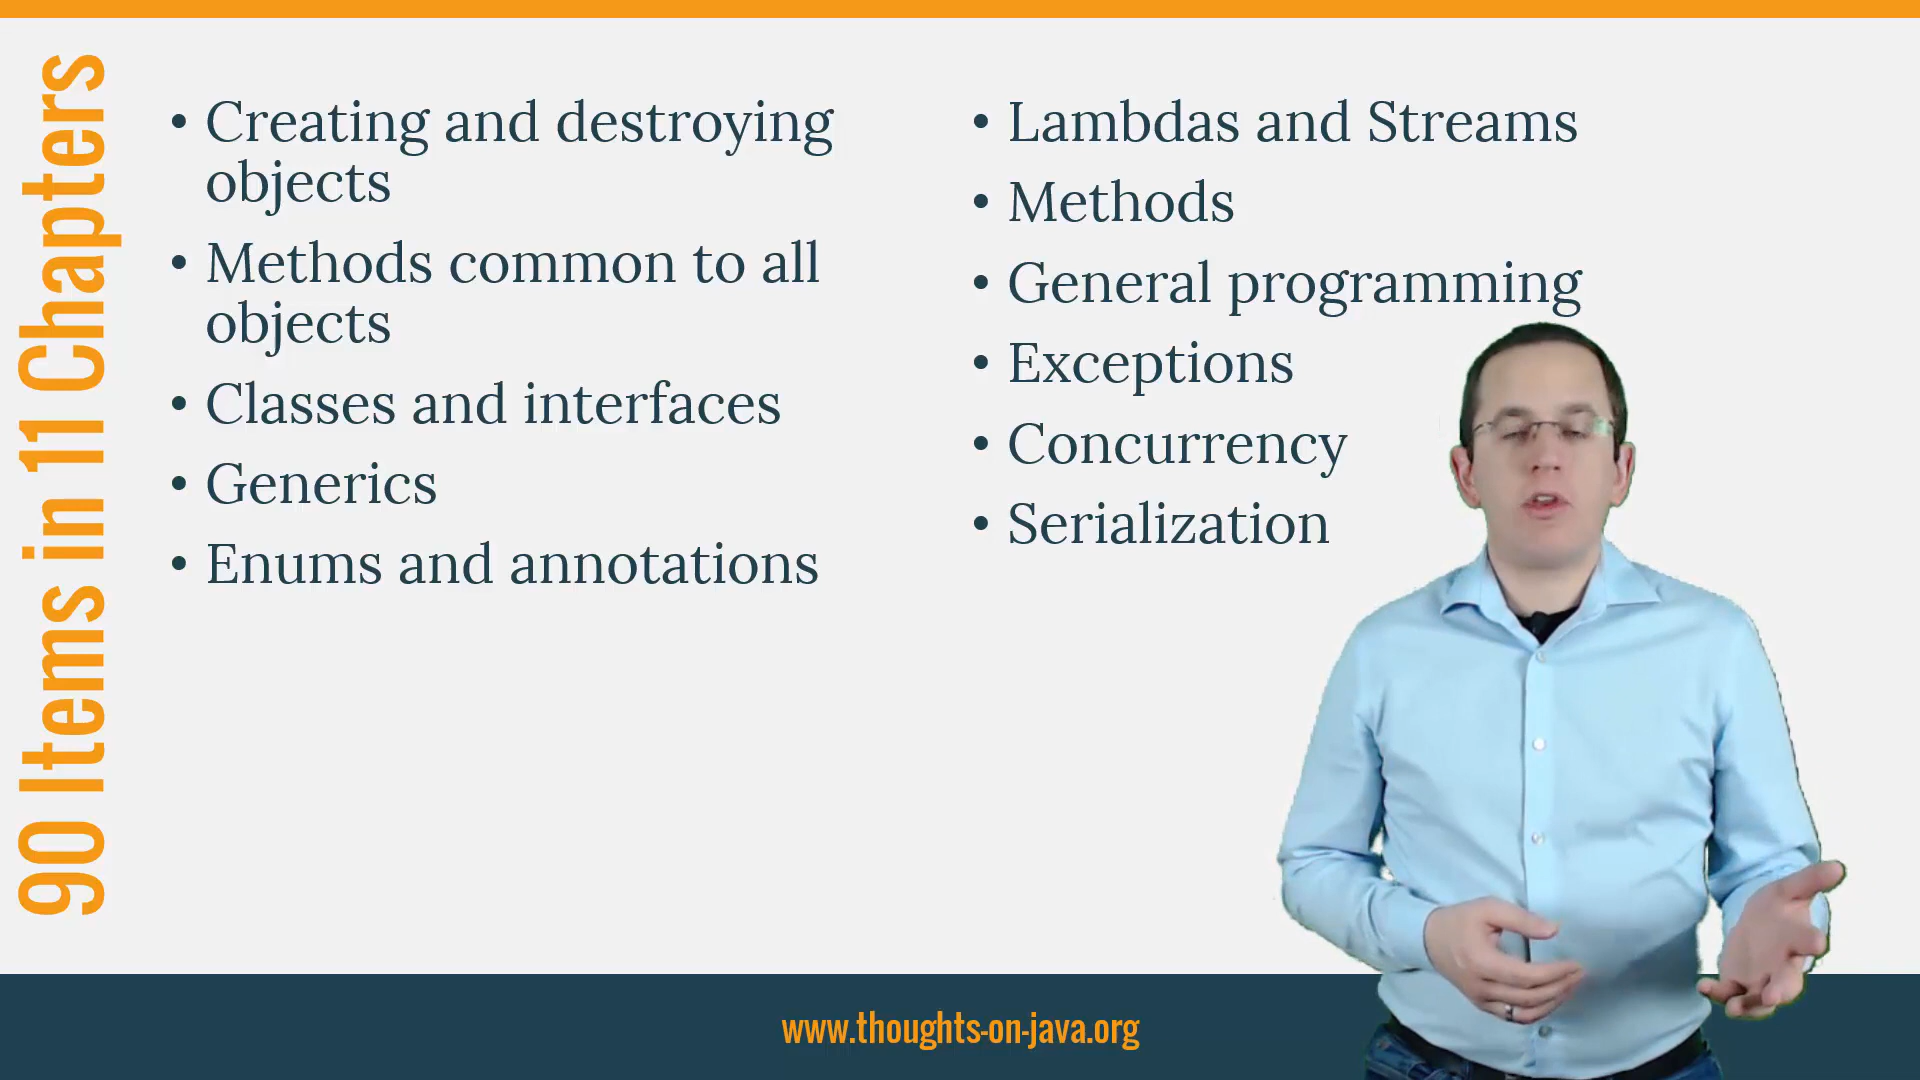 90 Items in 11 Chapters
• Creating and destroying
objects
• Methods common to all
objects
• Classes and interfaces
• Generics
• Enums and annotations
• Lambdas and Streams
• Methods
• General programming
• Exceptions
• Concurrency
• Serialization
www.thoughts-on-java.org